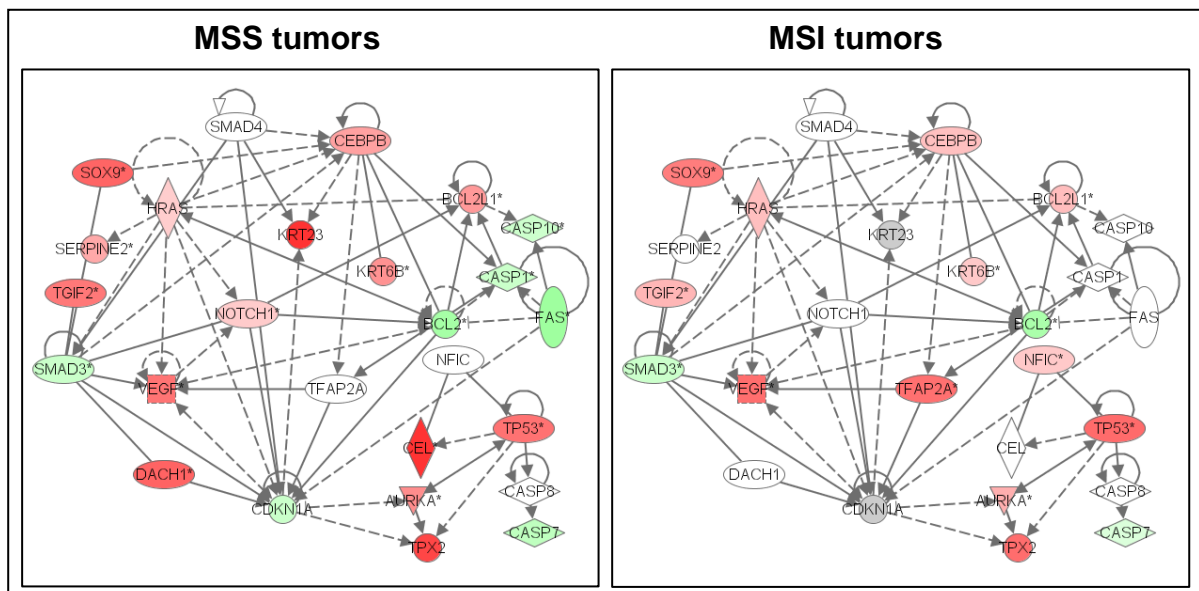 MSS tumors
SMAD4
CEBPB
SOX9*
HRAS
BCL2L1*
CASP10*
SERPINE2*
KRT23
KRT6B*
CASP1*
TGIF2*
NOTCH1*
BCL2*
FAS*
SMAD3*
NFIC
VEGF*
TFAP2A
CEL*
TP53*
DACH1*
CDKN1A
AURKA*
CASP8
CASP7
TPX2
MSI tumors
SMAD4
CEBPB
SOX9*
HRAS
BCL2L1*
CASP10
SERPINE2
KRT23
KRT6B*
CASP1
TGIF2*
NOTCH1
BCL2*
FAS
SMAD3*
NFIC*
VEGF*
TFAP2A*
CEL
TP53*
DACH1
CDKN1A
AURKA*
CASP8
CASP7
TPX2